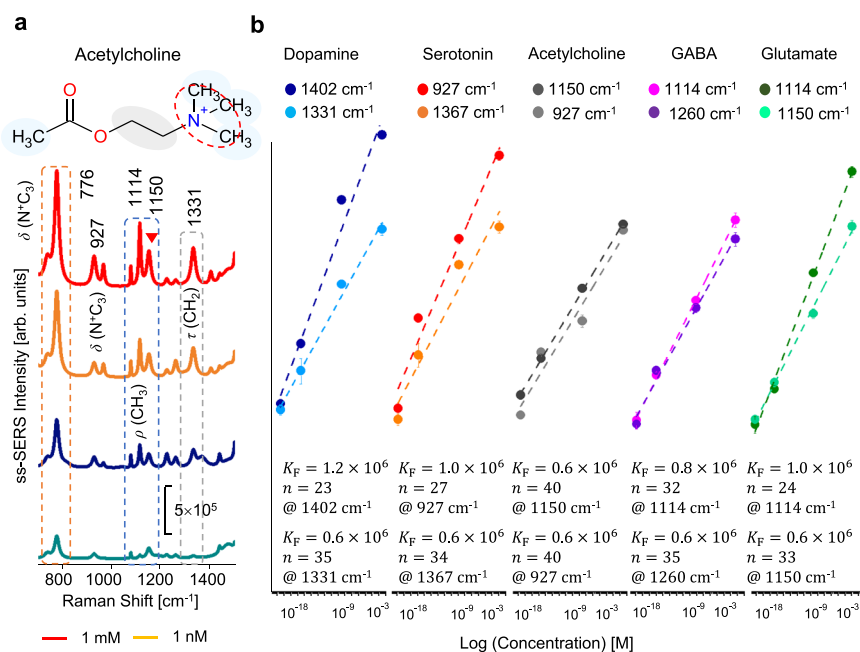 a
Acetylcholine
O
H₃C
O
N
+
CH₃
CH₃
CH₃
δ (N⁺C₃)
776
927
1114
1150
1331
δ (N⁺C₃)
ρ (CH₃)
τ (CH₂)
5×10⁵
ss-SERS Intensity [arb. units]
800 1000 1200 1400
Raman Shift [cm⁻¹]
1 mM 1 nM
b
Dopamine Serotonin Acetylcholine GABA Glutamate
1402 cm⁻¹ 927 cm⁻¹ 1150 cm⁻¹ 1114 cm⁻¹ 1114 cm⁻¹
1331 cm⁻¹ 1367 cm⁻¹ 927 cm⁻¹ 1260 cm⁻¹ 1150 cm⁻¹
K_F = 1.2 × 10⁶ K_F = 1.0 × 10⁶ K_F = 0.6 × 10⁶ K_F = 0.8 × 10⁶ K_F = 1.0 × 10⁶
n = 23 n = 27 n = 40 n = 32 n = 24
@ 1402 cm⁻¹ @ 927 cm⁻¹ @ 1150 cm⁻¹ @ 1114 cm⁻¹ @ 1114 cm⁻¹
K_F = 0.6 × 10⁶ K_F = 0.6 × 10⁶ K_F = 0.6 × 10⁶ K_F = 0.6 × 10⁶ K_F = 0.6 × 10⁶
n = 35 n = 34 n = 40 n = 35 n = 33
@ 1331 cm⁻¹ @ 1367 cm⁻¹ @ 927 cm⁻¹ @ 1260 cm⁻¹ @ 1150 cm⁻¹
10⁻¹⁸ 10⁻⁹ 10⁻³ 10⁻¹⁸ 10⁻⁹ 10⁻³ 10⁻¹⁸ 10⁻⁹ 10⁻³ 10⁻¹⁸ 10⁻⁹ 10⁻³ 10⁻¹⁸ 10⁻⁹ 10⁻³
Log (Concentration) [M]